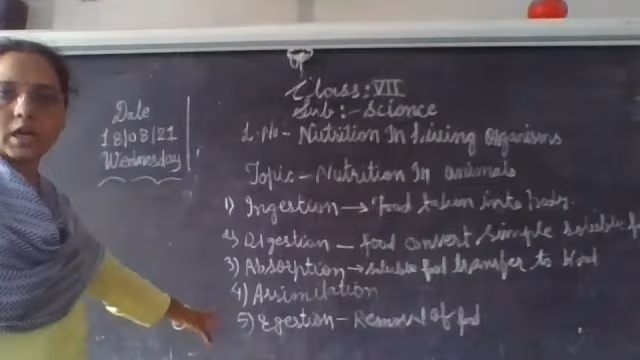 Class: VII
Sub :- Science
Date
18/08/21
Wednesday
L.No- Nutrition In Living Organisms
Topic - Nutrition In animals
1) Ingestion → food taken into body.
2) Digestion - food convert simple soluble
3) Absorption → soluble food transfer to blood
4) Assimilation
5) Egestion - Removal of food